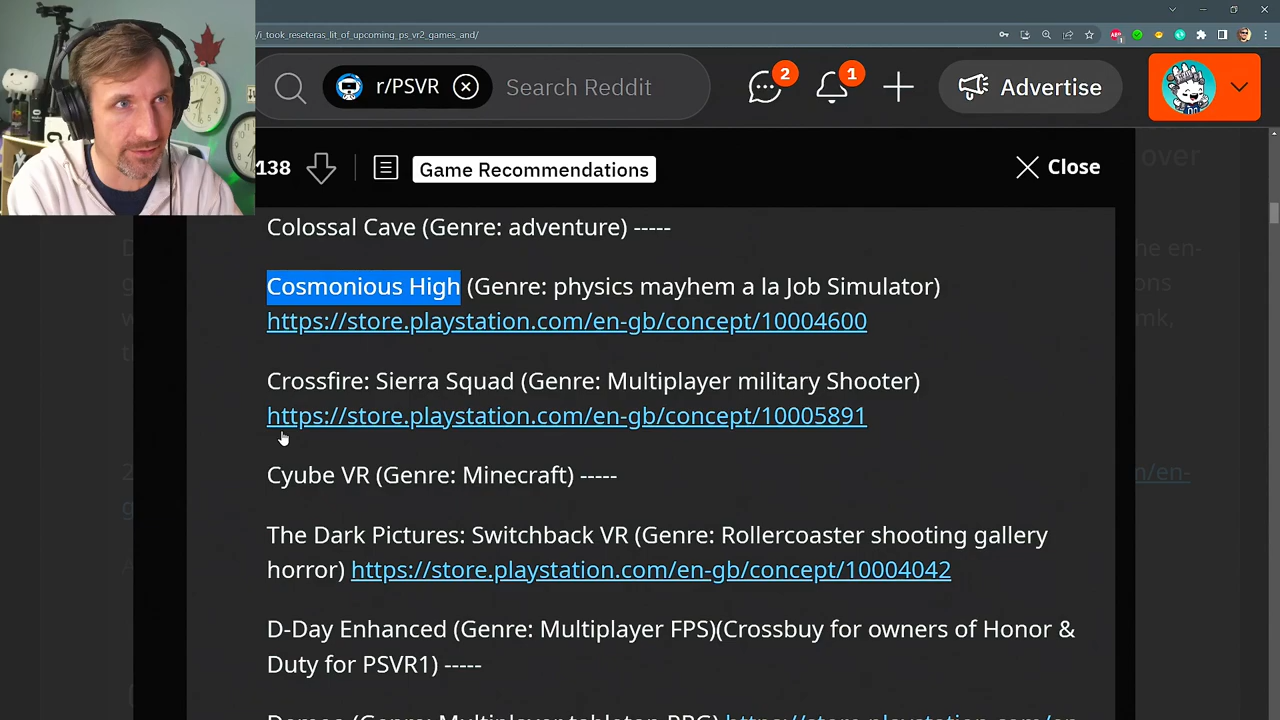 /i_took_reseteras_lit_of_upcoming_ps_vr2_games_and/
r/PSVR
Search Reddit
2
1
Advertise
138
Game Recommendations
Close
over
Colossal Cave (Genre: adventure) -----
Cosmonious High (Genre: physics mayhem a la Job Simulator)
https://store.playstation.com/en-gb/concept/10004600
Crossfire: Sierra Squad (Genre: Multiplayer military Shooter)
https://store.playstation.com/en-gb/concept/10005891
Cyube VR (Genre: Minecraft) -----
The Dark Pictures: Switchback VR (Genre: Rollercoaster shooting gallery
horror) https://store.playstation.com/en-gb/concept/10004042
D-Day Enhanced (Genre: Multiplayer FPS)(Crossbuy for owners of Honor &
Duty for PSVR1) -----